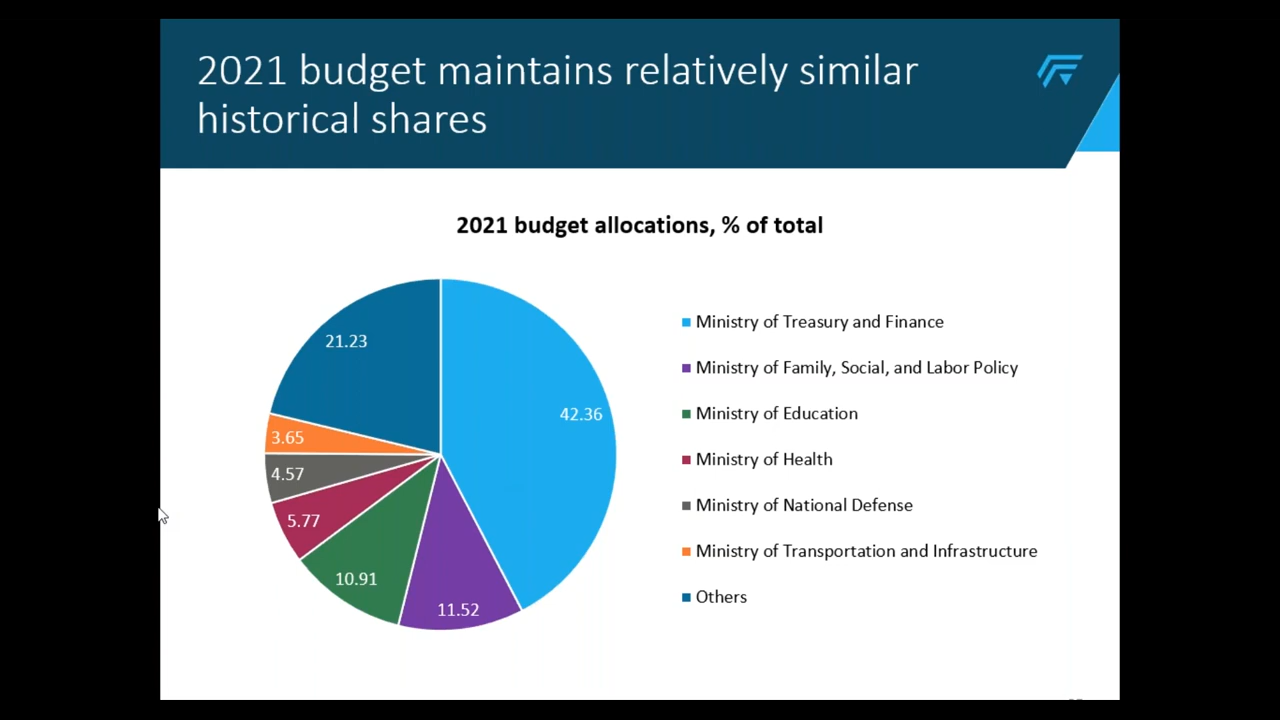 2021 budget maintains relatively similar
historical shares
2021 budget allocations, % of total
21.23
42.36
3.65
4.57
5.77
10.91
11.52
Ministry of Treasury and Finance
Ministry of Family, Social, and Labor Policy
Ministry of Education
Ministry of Health
Ministry of National Defense
Ministry of Transportation and Infrastructure
Others